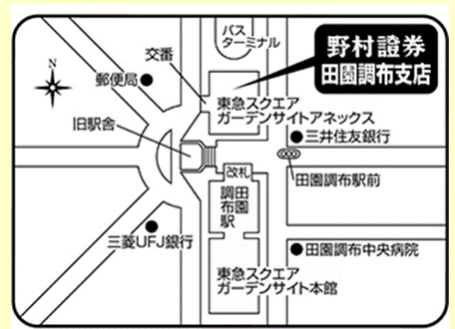 バス
ターミナル
野村證券
田園調布支店
交番
N
郵便局
東急スクエア
ガーデンサイトアネックス
旧駅舎
三井住友銀行
改札
田園調布駅前
田園調布駅
三菱UFJ銀行
田園調布中央病院
東急スクエア
ガーデンサイト本館